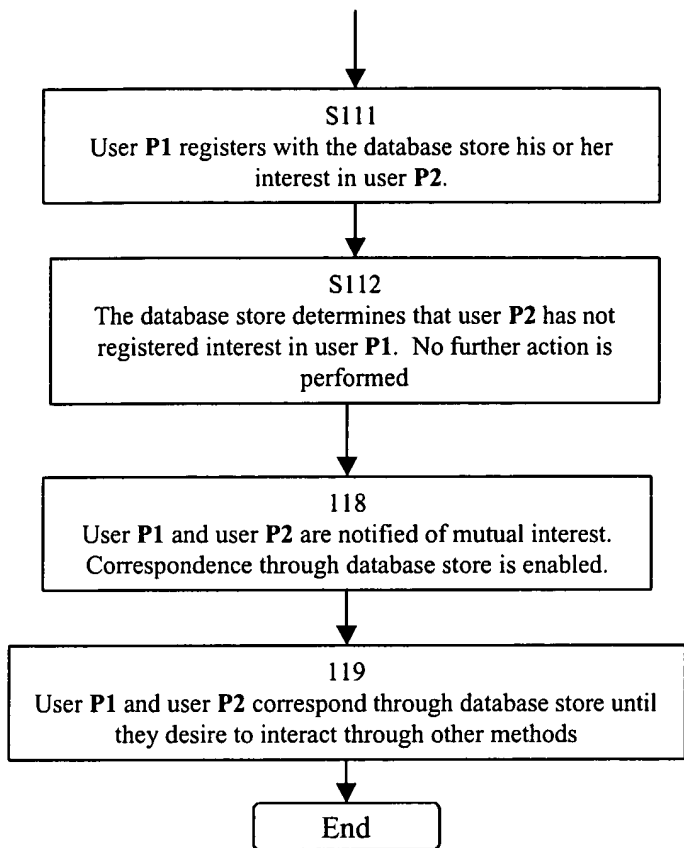 S111
User P1 registers with the database store his or her
interest in user P2.
S112
The database store determines that user P2 has not
registered interest in user P1. No further action is
performed
118
User P1 and user P2 are notified of mutual interest.
Correspondence through database store is enabled.
119
User P1 and user P2 correspond through database store until
they desire to interact through other methods
End